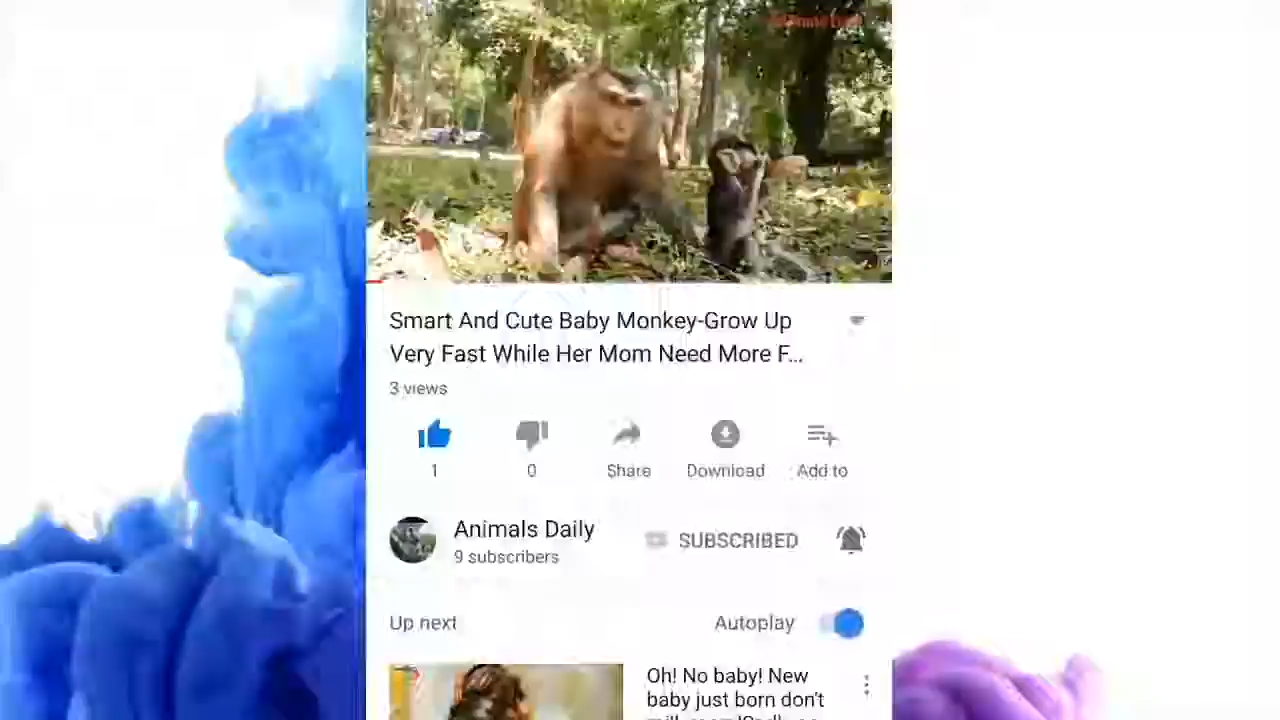 Smart And Cute Baby Monkey-Grow Up
Very Fast While Her Mom Need More F...
3 views
1
0
Share
Download
Add to
Animals Daily
9 subscribers
SUBSCRIBED
Up next
Autoplay
Oh! No baby! New
baby just born don't